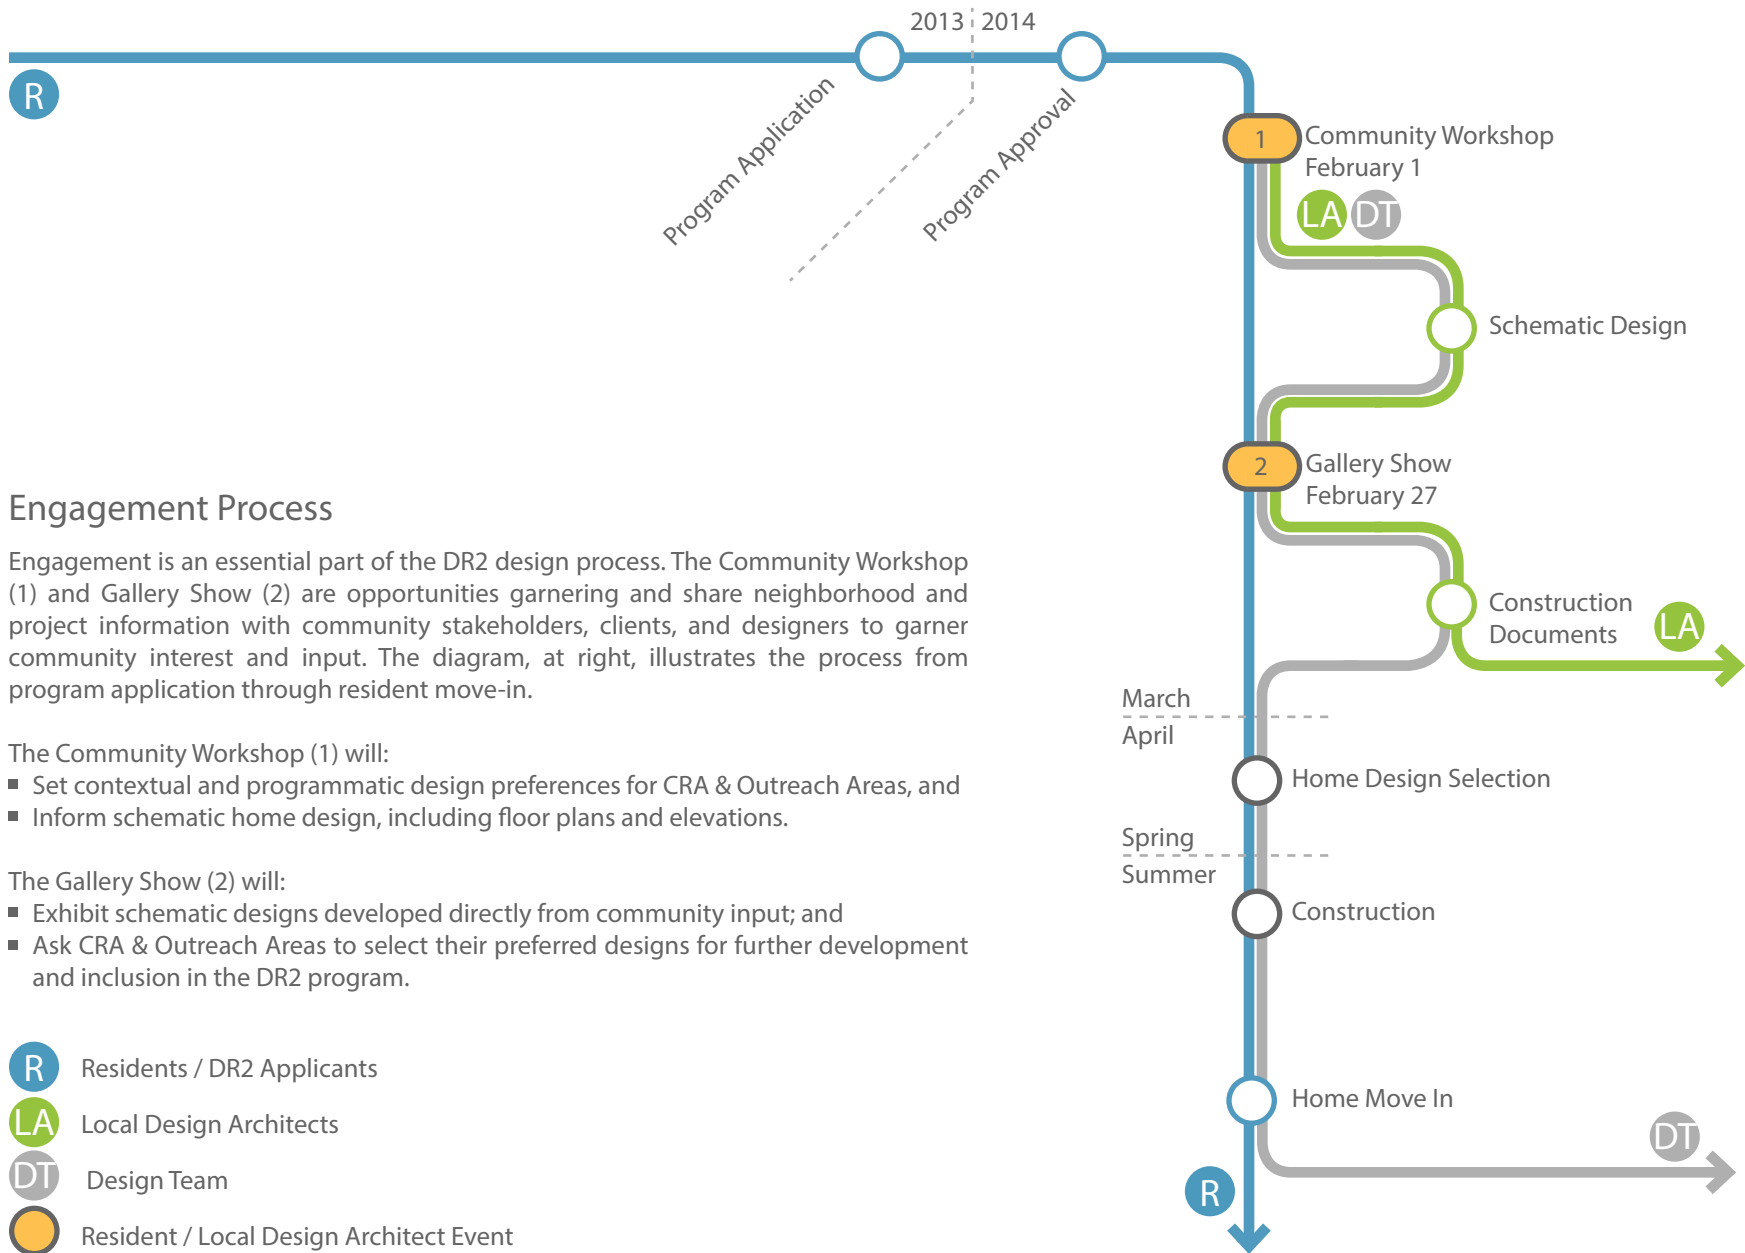 2013 2014
R
Program Application
Program Approval
1
Community Workshop
February 1
LA DT
Schematic Design
2
Gallery Show
February 27
Construction
Documents
LA
March
April
Home Design Selection
Spring
Summer
Construction
Home Move In
DT
R
Engagement Process
Engagement is an essential part of the DR2 design process. The Community Workshop
(1) and Gallery Show (2) are opportunities garnering and share neighborhood and
project information with community stakeholders, clients, and designers to garner
community interest and input. The diagram, at right, illustrates the process from
program application through resident move-in.
The Community Workshop (1) will:
Set contextual and programmatic design preferences for CRA & Outreach Areas, and
Inform schematic home design, including floor plans and elevations.
The Gallery Show (2) will:
Exhibit schematic designs developed directly from community input; and
Ask CRA & Outreach Areas to select their preferred designs for further development
and inclusion in the DR2 program.
R Residents / DR2 Applicants
LA Local Design Architects
DT Design Team
Resident / Local Design Architect Event